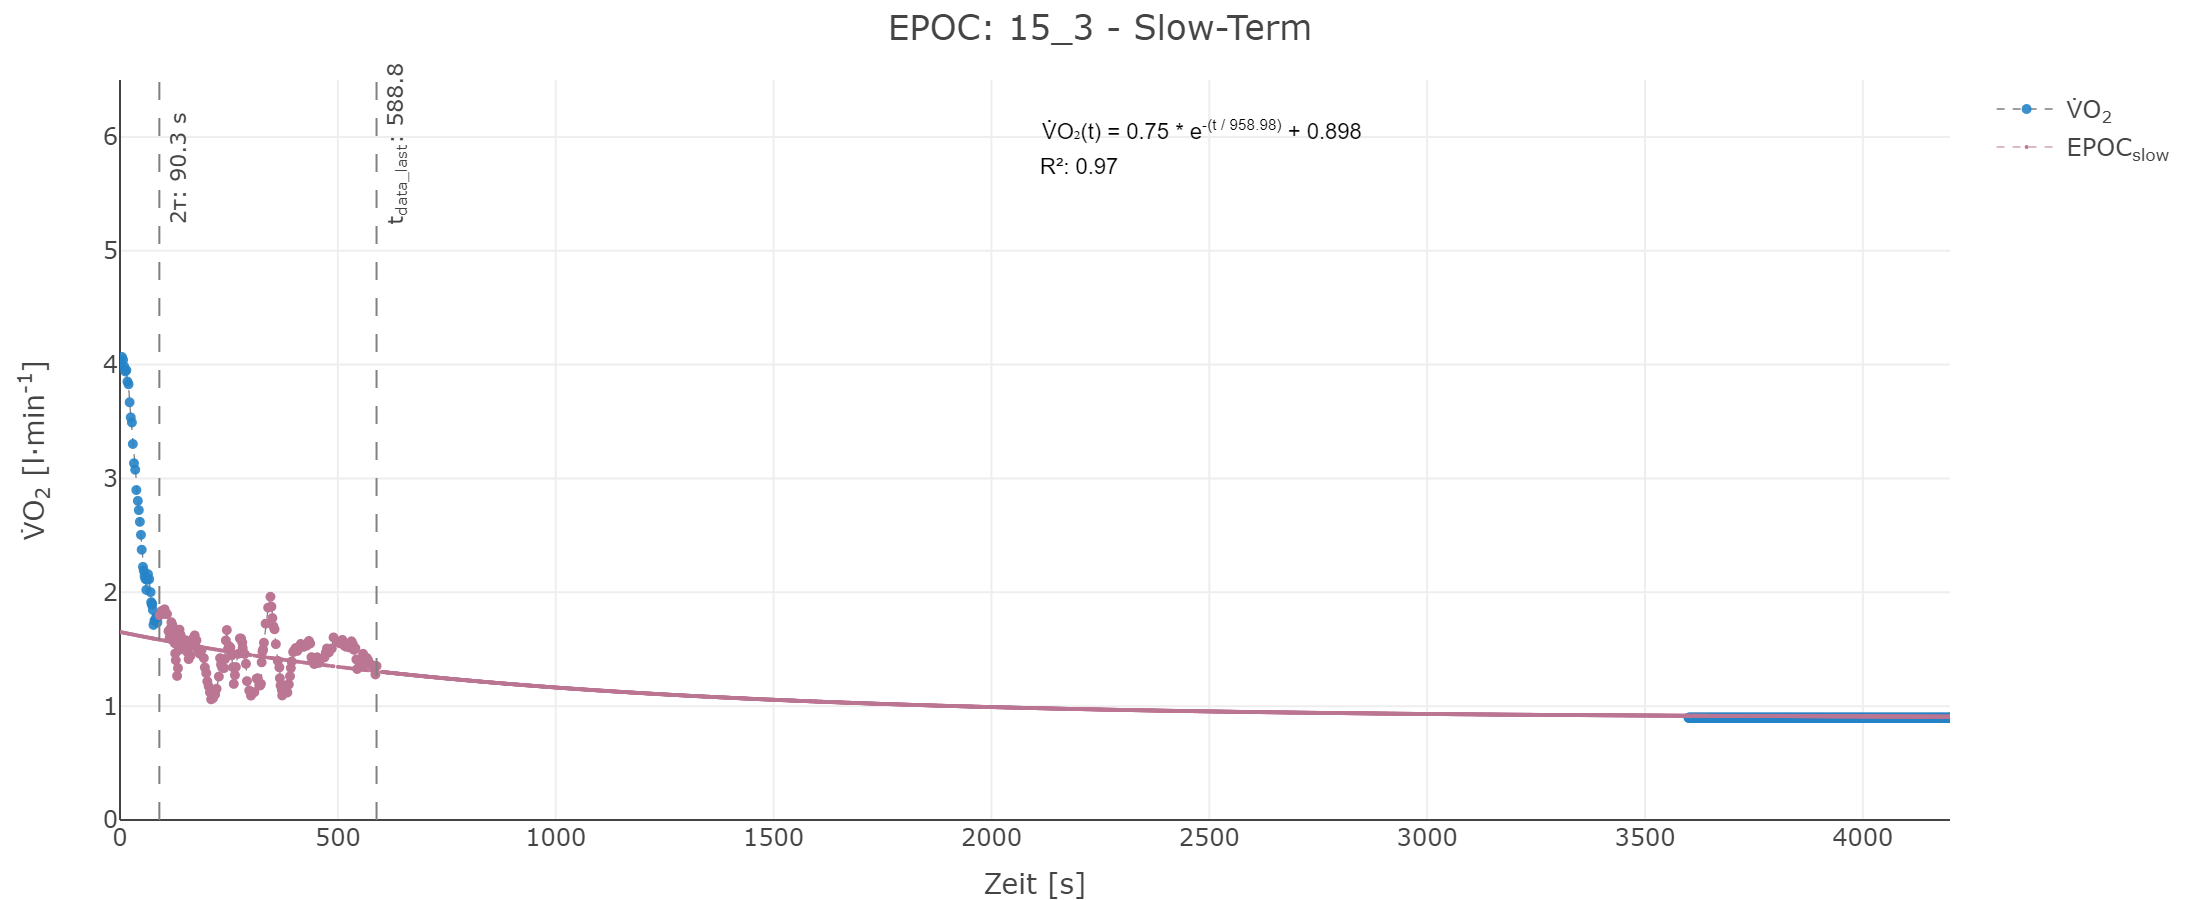 EPOC: 15_3 - Slow-Term
V̇O₂(t) = 0.75 * e^-(t / 958.98) + 0.898
R²: 0.97
2τ: 90.3 s
t_data_last: 588.8
V̇O₂
EPOC_slow
V̇O₂ [l·min⁻¹]
6
5
4
3
2
1
0
0 500 1000 1500 2000 2500 3000 3500 4000
Zeit [s]